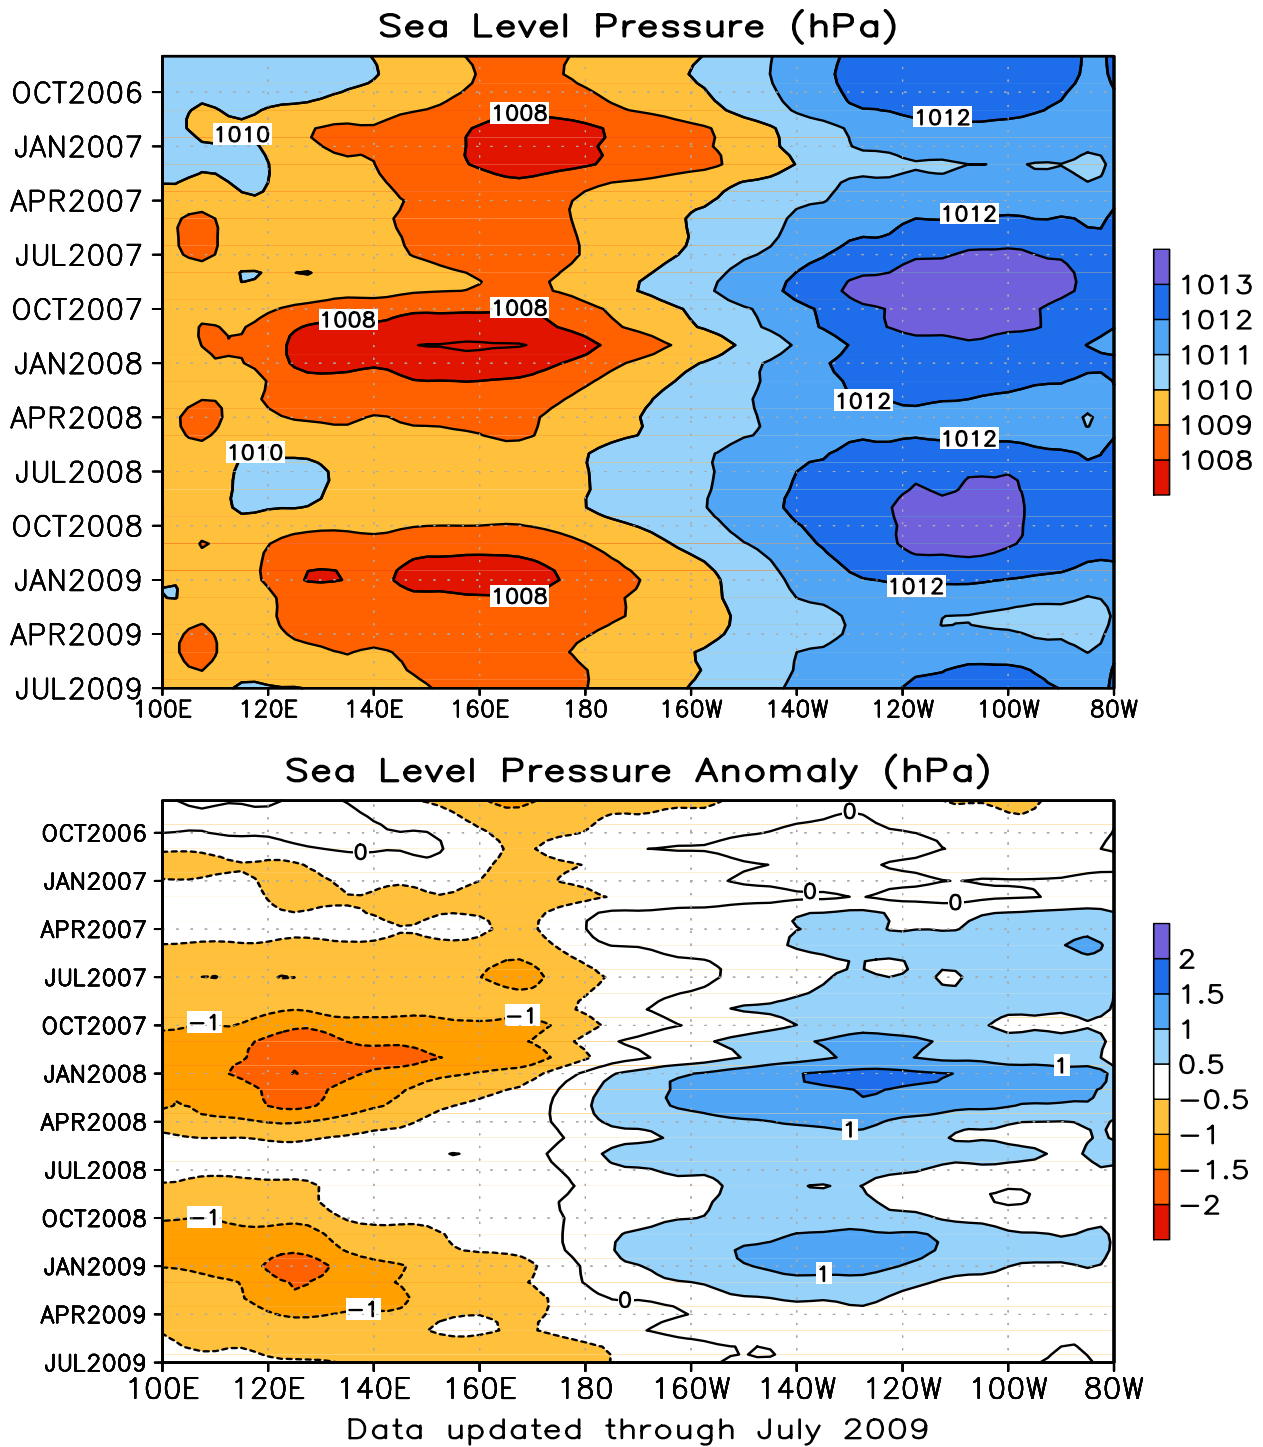 Sea Level Pressure (hPa)
OCT2006
JAN2007
APR2007
JUL2007
OCT2007
JAN2008
APR2008
JUL2008
OCT2008
JAN2009
APR2009
JUL2009
1008
1012
1010
1012
1008
1008
1012
1012
1010
1012
1008
100E 120E 140E 160E 180 160W 140W 120W 100W 80W
1013
1012
1011
1010
1009
1008
Sea Level Pressure Anomaly (hPa)
OCT2006
JAN2007
APR2007
JUL2007
OCT2007
JAN2008
APR2008
JUL2008
OCT2008
JAN2009
APR2009
JUL2009
0
0
0
0
-1
-1
1
1
-1
1
0
-1
100E 120E 140E 160E 180 160W 140W 120W 100W 80W
2
1.5
1
0.5
-0.5
-1
-1.5
-2
Data updated through July 2009